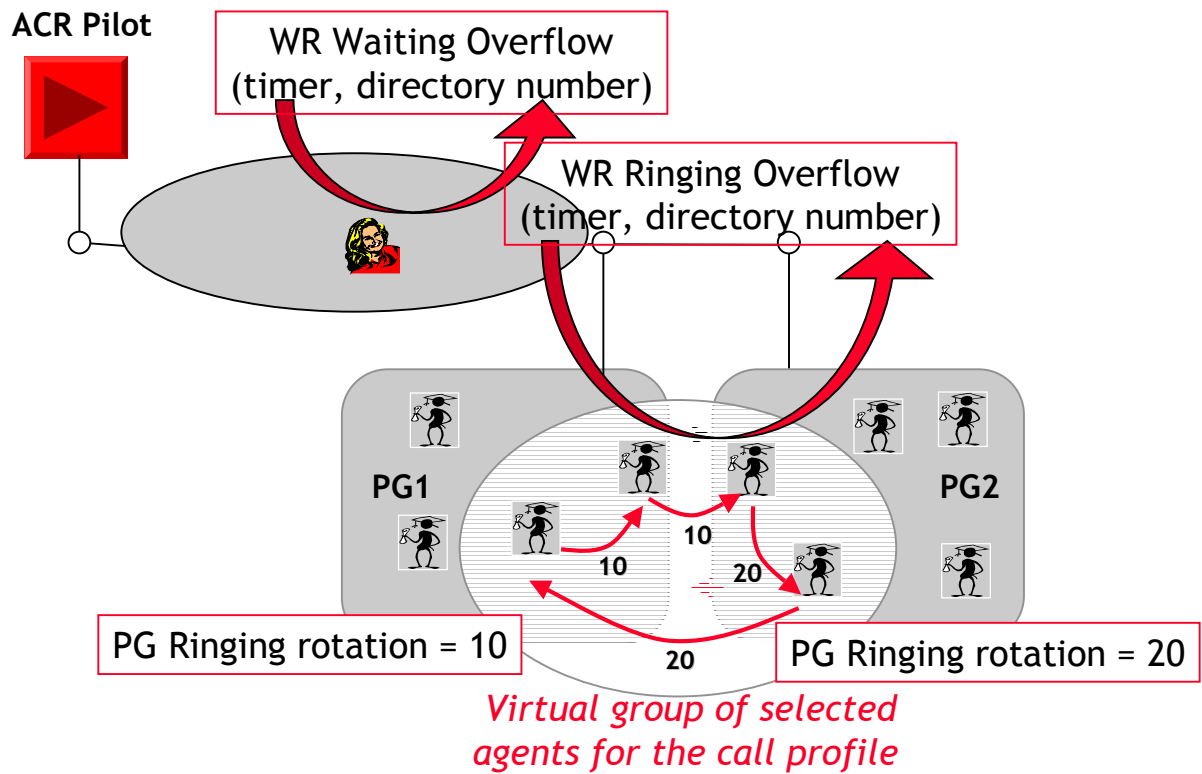 ACR Pilot
WR Waiting Overflow
(timer, directory number)
WR Ringing Overflow
(timer, directory number)
PG1
PG2
10
10
20
20
PG Ringing rotation = 10
PG Ringing rotation = 20
Virtual group of selected
agents for the call profile